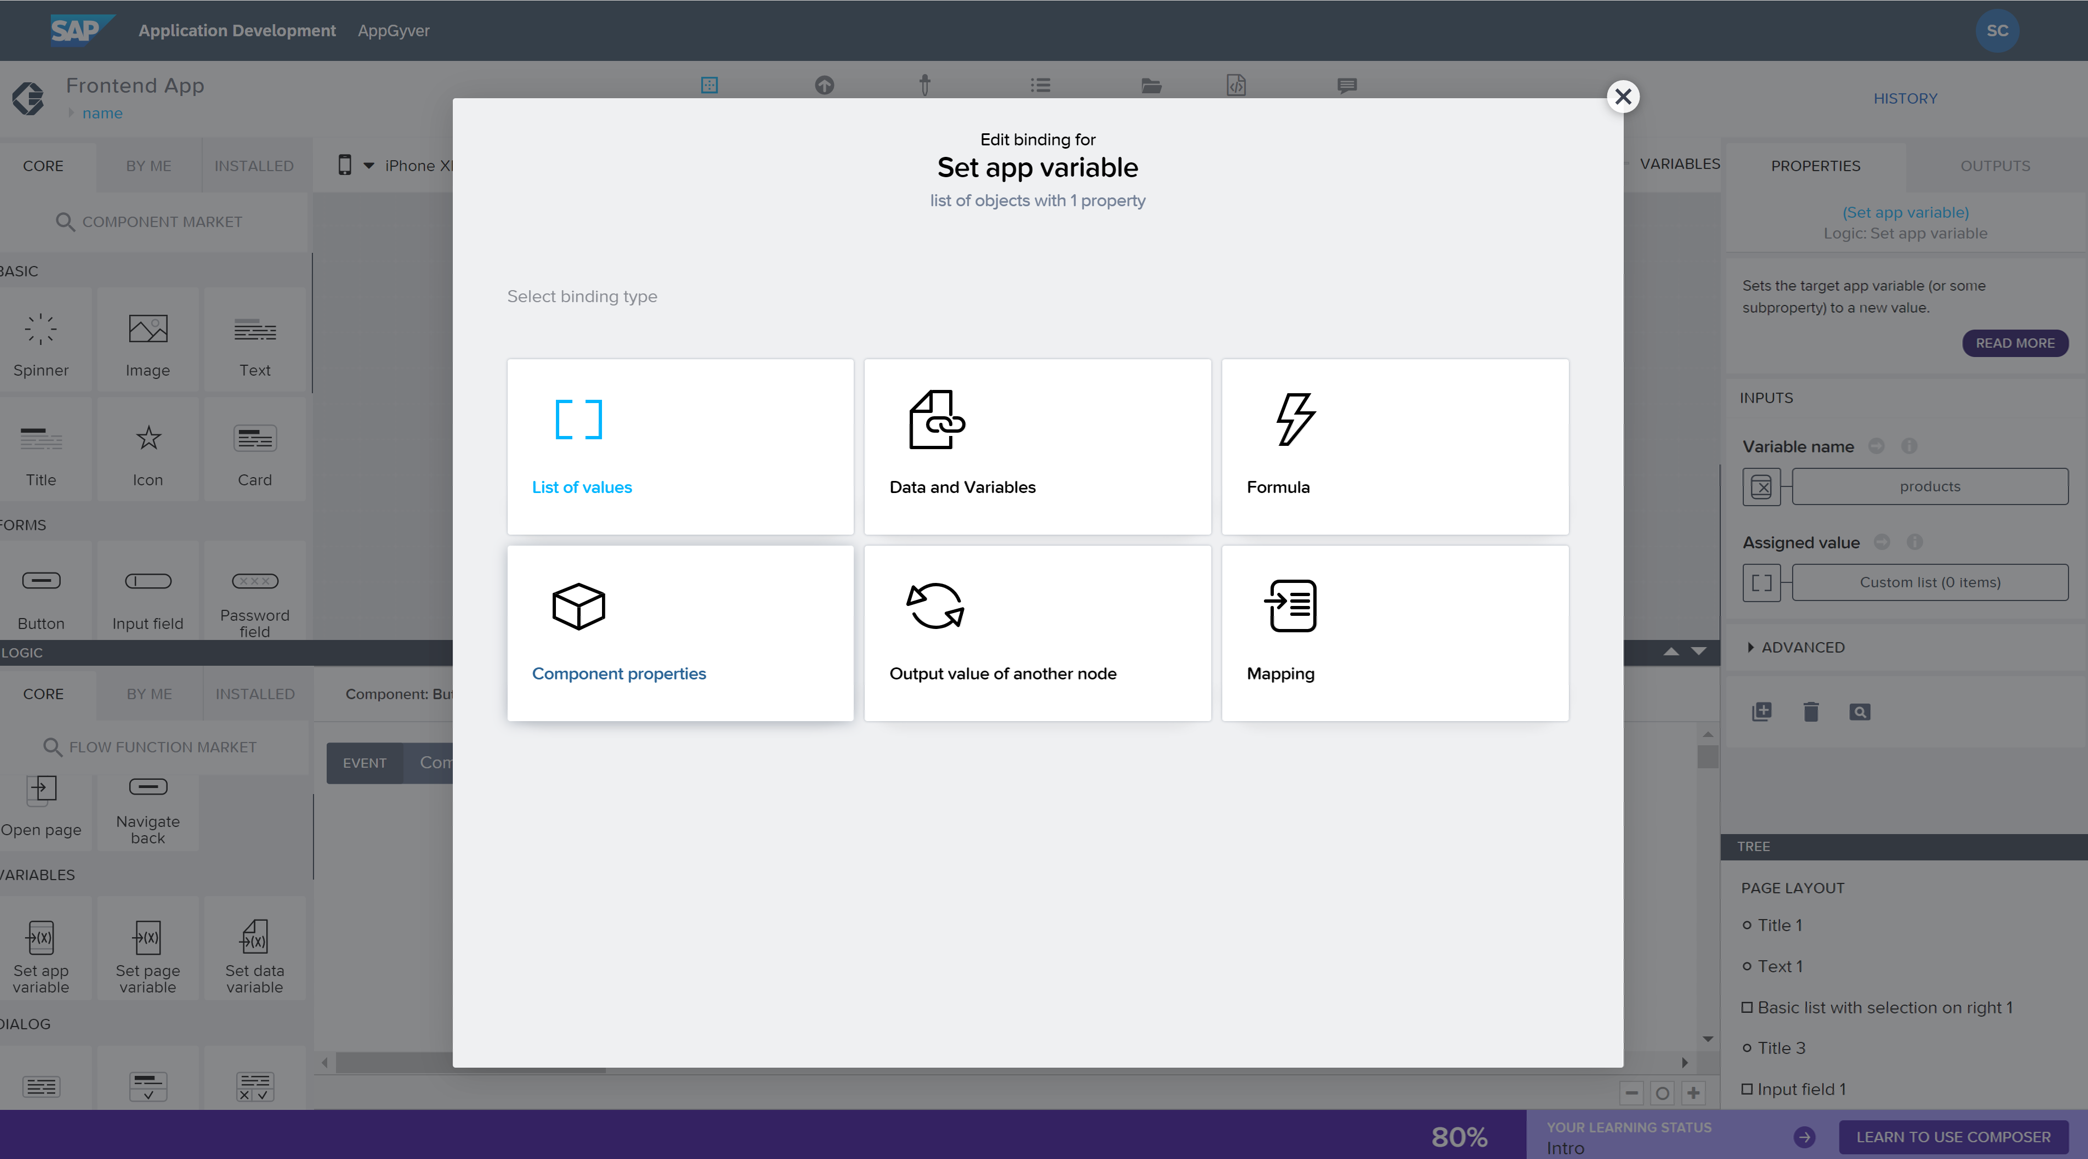 SAP Application Development AppGyver SC
Frontend App
name
HISTORY
CORE BY ME INSTALLED
iPhone X
VARIABLES
PROPERTIES OUTPUTS
COMPONENT MARKET
BASIC
Spinner Image Text
Title Icon Card
FORMS
Button Input field Password
field
LOGIC
CORE BY ME INSTALLED
Component: But
FLOW FUNCTION MARKET
EVENT Com
Open page Navigate
back
VARIABLES
Set app
variable
Set page
variable
Set data
variable
DIALOG
Edit binding for
Set app variable
list of objects with 1 property
Select binding type
List of values
Data and Variables
Formula
Component properties
Output value of another node
Mapping
(Set app variable)
Logic: Set app variable
Sets the target app variable (or some
subproperty) to a new value.
READ MORE
INPUTS
Variable name
products
Assigned value
Custom list (0 items)
ADVANCED
TREE
PAGE LAYOUT
Title 1
Text 1
Basic list with selection on right 1
Title 3
Input field 1
80%
YOUR LEARNING STATUS
Intro
LEARN TO USE COMPOSER